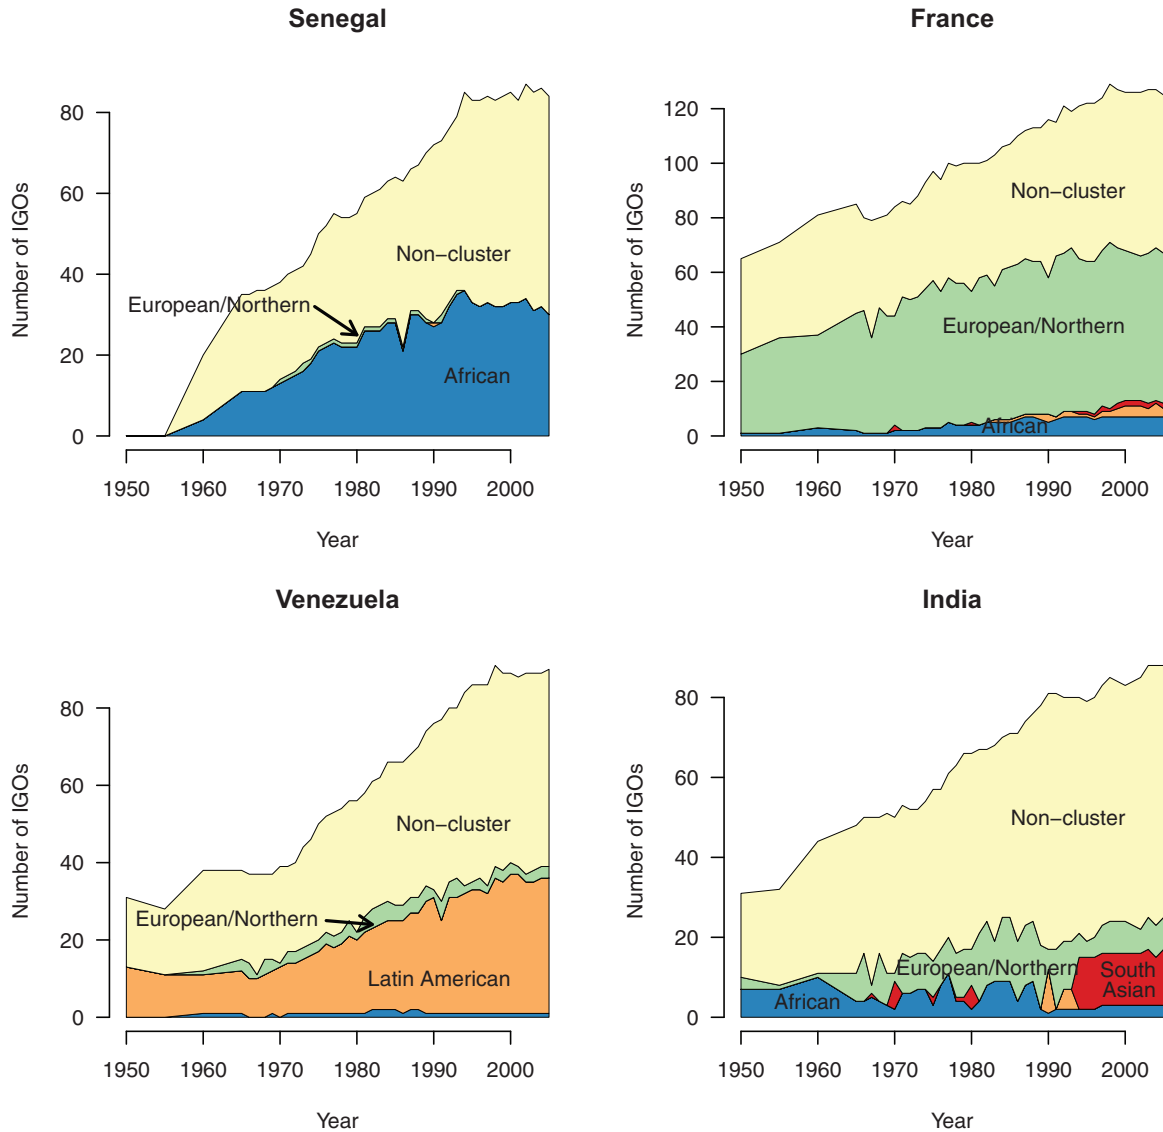 Senegal
Number of IGOs
80
60
40
20
0
Non−cluster
European/Northern
African
1950 1960 1970 1980 1990 2000
Year
France
Number of IGOs
120
100
80
60
40
20
0
Non−cluster
European/Northern
African
1950 1960 1970 1980 1990 2000
Year
Venezuela
Number of IGOs
80
60
40
20
0
Non−cluster
European/Northern
Latin American
1950 1960 1970 1980 1990 2000
Year
India
Number of IGOs
80
60
40
20
0
Non−cluster
European/Northern
South
Asian
African
1950 1960 1970 1980 1990 2000
Year